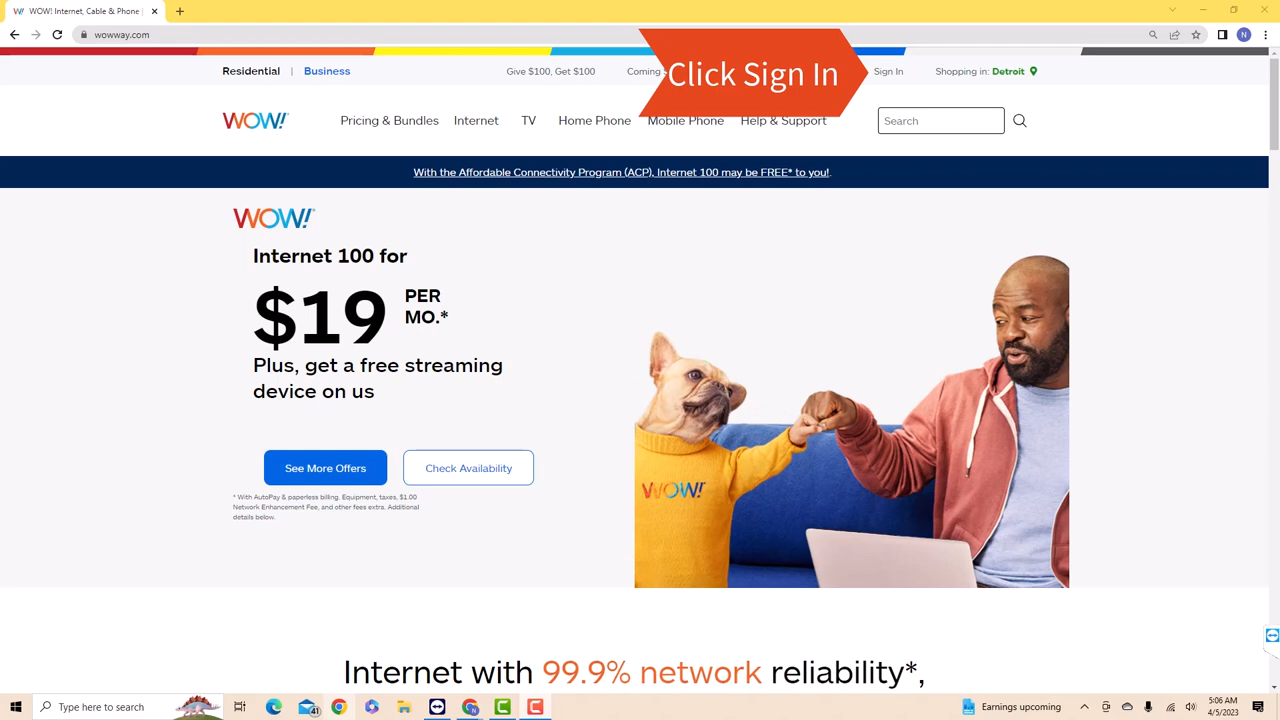 WOW! Internet, Cable & Phone |
wowway.com
N
Residential | Business
Give $100, Get $100
Coming
Click Sign In
Sign In
Shopping in: Detroit
WOW!
Pricing & Bundles
Internet
TV
Home Phone
Mobile Phone
Help & Support
Search
With the Affordable Connectivity Program (ACP), Internet 100 may be FREE* to you!.
WOW!
Internet 100 for
$19 PER
MO.*
Plus, get a free streaming
device on us
See More Offers
Check Availability
* With AutoPay & paperless billing. Equipment, taxes, $1.00
Network Enhancement Fee, and other fees extra. Additional
details below.
WOW!
Internet with 99.9% network reliability*,
Type here to search
41
Earnings upcoming
5:06 AM
4/5/2023